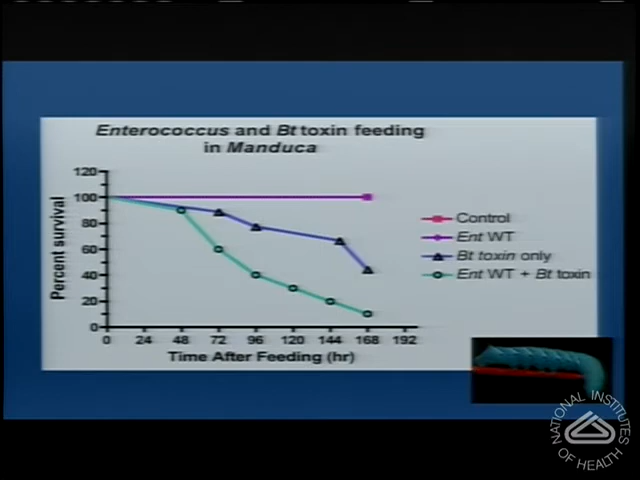 Enterococcus and Bt toxin feeding
in Manduca
Percent survival
120
100
80
60
40
20
0
0 24 48 72 96 120 144 168 192
Time After Feeding (hr)
Control
Ent WT
Bt toxin only
Ent WT + Bt toxin
NATIONAL INSTITUTES
OF HEALTH